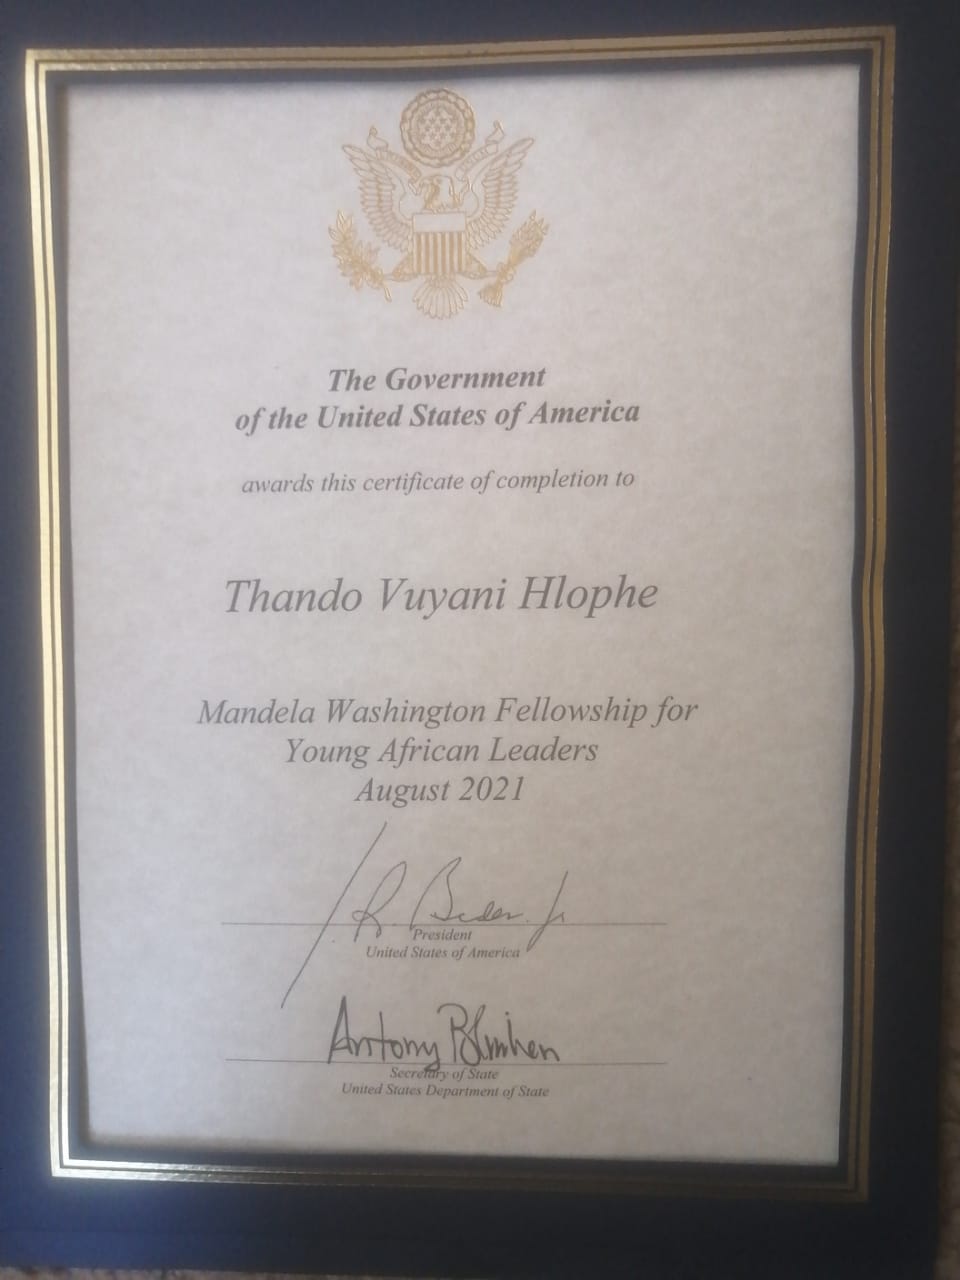 The Government
of the United States of America
awards this certificate of completion to
Thando Vuyani Hlophe
Mandela Washington Fellowship for
Young African Leaders
August 2021
R. Biden Jr
President
United States of America
Antony Blinken
Secretary of State
United States Department of State